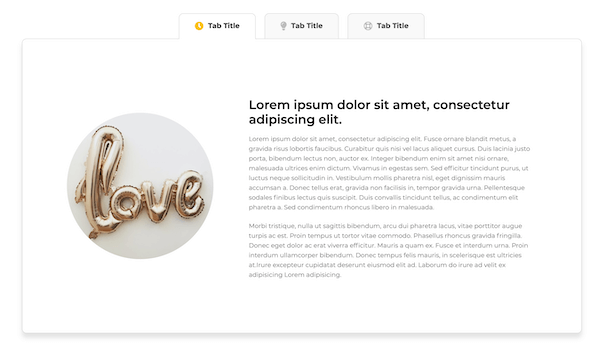 Tab Title
Tab Title
Tab Title
love
Lorem ipsum dolor sit amet, consectetur
adipiscing elit.
Lorem ipsum dolor sit amet, consectetur adipiscing elit. Fusce ornare blandit metus, a
gravida risus lobortis faucibus. Curabitur quis nisi vel lacus aliquet cursus. Duis lacinia justo
porta, bibendum lectus non, auctor ex. Integer bibendum enim sit amet nisi ornare,
malesuada ultrices enim dictum. Vivamus in egestas sem. Sed efficitur tincidunt purus, ut
luctus neque sollicitudin in. Vestibulum mollis pharetra nisl, eget dignissim mauris
accumsan a. Donec tellus erat, gravida non facilisis in, tempor varius urna. Pellentesque
sodales finibus lectus quis suscipit. Duis convallis tincidunt tellus, ac condimentum elit
pharetra a. Sed condimentum rhoncus libero in malesuada.
Morbi tristique, nulla ut sagittis bibendum, arcu dui pharetra lacus, vitae porttitor augue
turpis ac est. Proin tempus ut tortor vitae commodo. Phasellus rhoncus gravida fringilla.
Donec eget dolor ac erat viverra efficitur. Mauris a quam ex. Fusce et interdum urna. Proin
interdum ullamcorper bibendum. Donec tempus felis mauris, in scelerisque est ultricies
at.Irure excepteur cupidatat deserunt eiusmod elit ad. Laborum do irure ad velit ex
adipisicing Lorem adipisicing.